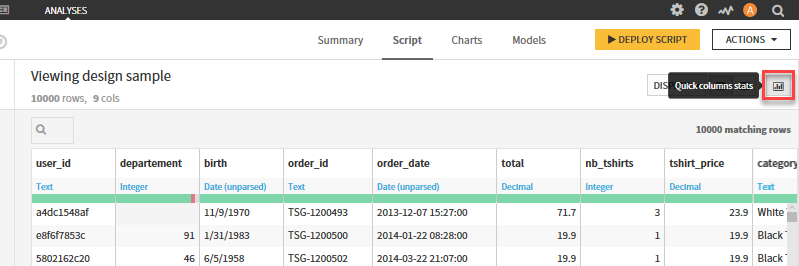 ANALYSES
A
Summary Script Charts Models DEPLOY SCRIPT ACTIONS
Viewing design sample
Quick columns stats
10000 rows, 9 cols
10000 matching rows
user_id departement birth order_id order_date total nb_tshirts tshirt_price category
Text Integer Date (unparsed) Text Date (unparsed) Decimal Integer Decimal Text
a4dc1548af 11/9/1970 TSG-1200493 2013-12-07 15:27:00 71.7 3 23.9 White
e8f6f7853c 91 1/31/1983 TSG-1200500 2014-01-22 08:28:00 19.9 1 19.9 Black T
5802162c20 46 6/5/1958 TSG-1200502 2014-03-22 21:07:00 19.9 1 19.9 Black T